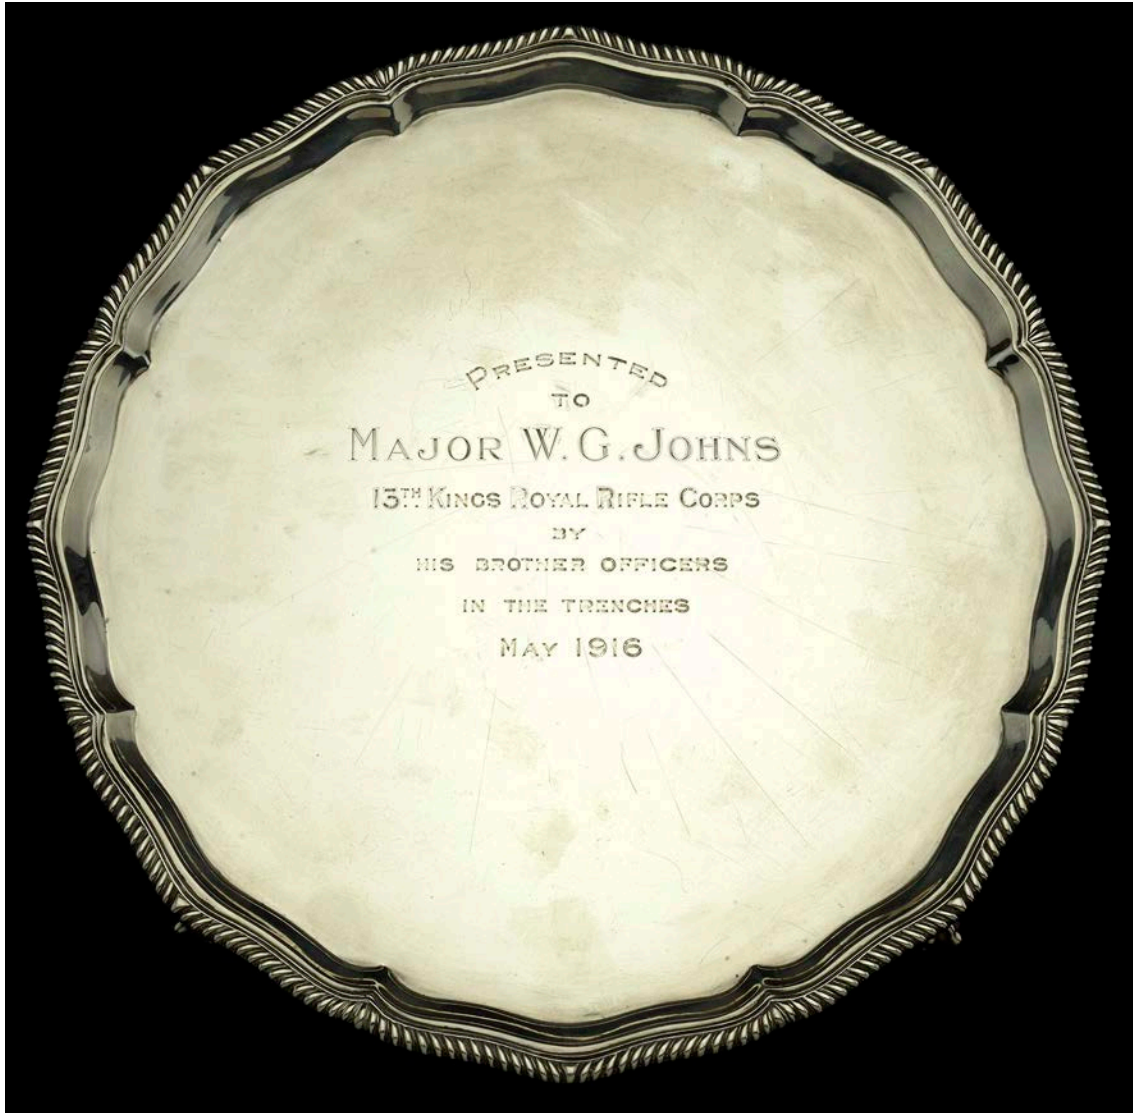 PRESENTED
TO
MAJOR W. G. JOHNS
13TH KINGS ROYAL RIFLE CORPS
BY
HIS BROTHER OFFICERS
IN THE TRENCHES
MAY 1916